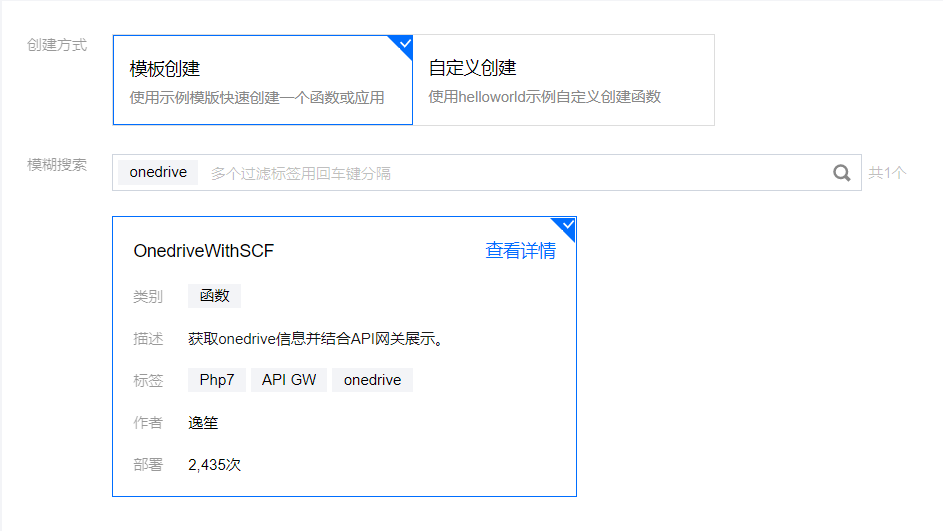 创建方式
模板创建
使用示例模版快速创建一个函数或应用
自定义创建
使用helloworld示例自定义创建函数
模糊搜索
onedrive 多个过滤标签用回车键分隔
共1个
OnedriveWithSCF 查看详情
类别 函数
描述 获取onedrive信息并结合API网关展示。
标签 Php7 API GW onedrive
作者 逸笙
部署 2,435次